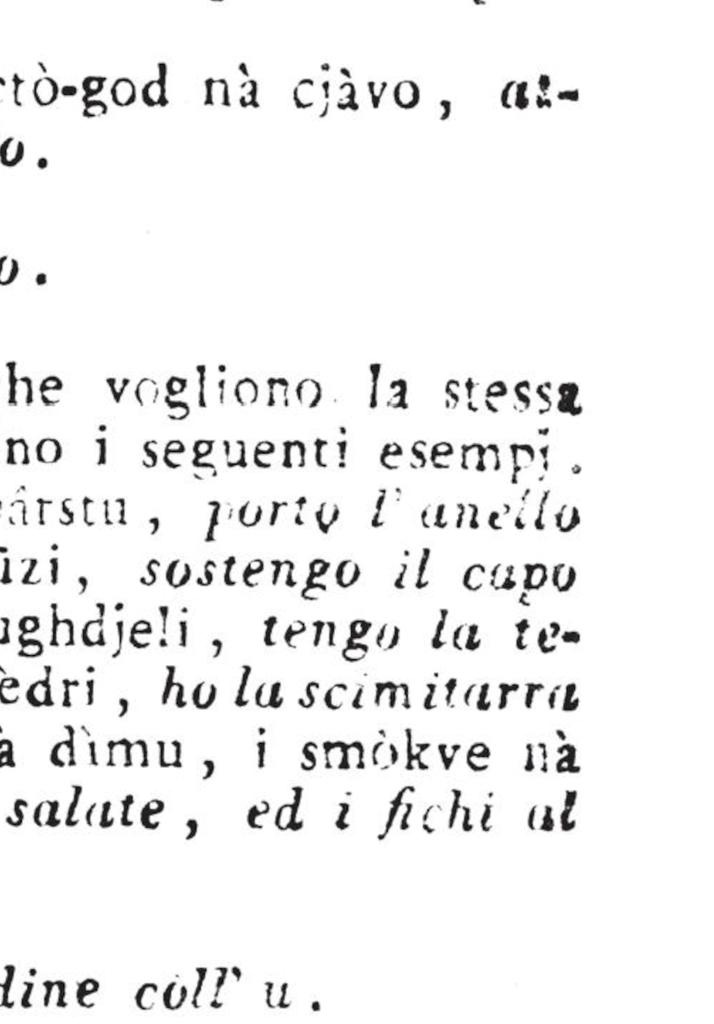 ctò-god nà cjàvo, at-
o.
o.
he vogliono la stessa
no i seguenti esempj.
ârstu, porto l' anello
ùzi, sostengo il capo
ughdjeli, tengo la te-
èdri, ho la scimitarra
à dìmu, i smòkve nà
salate, ed i fichi al
dine coll' u.